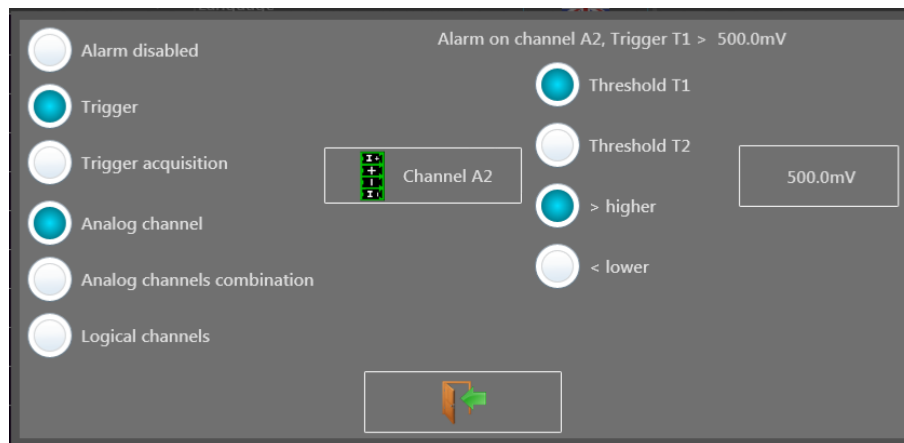 Language
Alarm disabled
Alarm on channel A2, Trigger T1 > 500.0mV
Trigger
Threshold T1
Trigger acquisition
Threshold T2
Channel A2
500.0mV
Analog channel
> higher
Analog channels combination
< lower
Logical channels